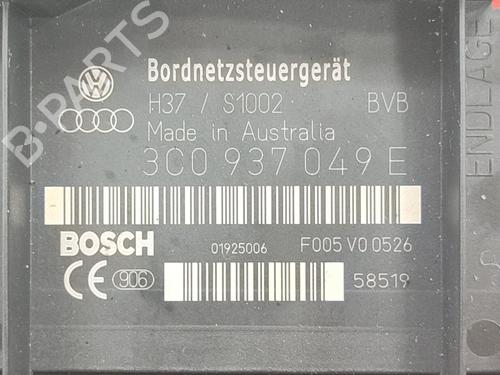 Bordnetzsteuergerät
H37 / S1002 BVB
Made in Australia
3C0 937 049 E
BOSCH 01925006 F005 V0 0526
CE 906 58519
ENDLAGE
B-PARTS